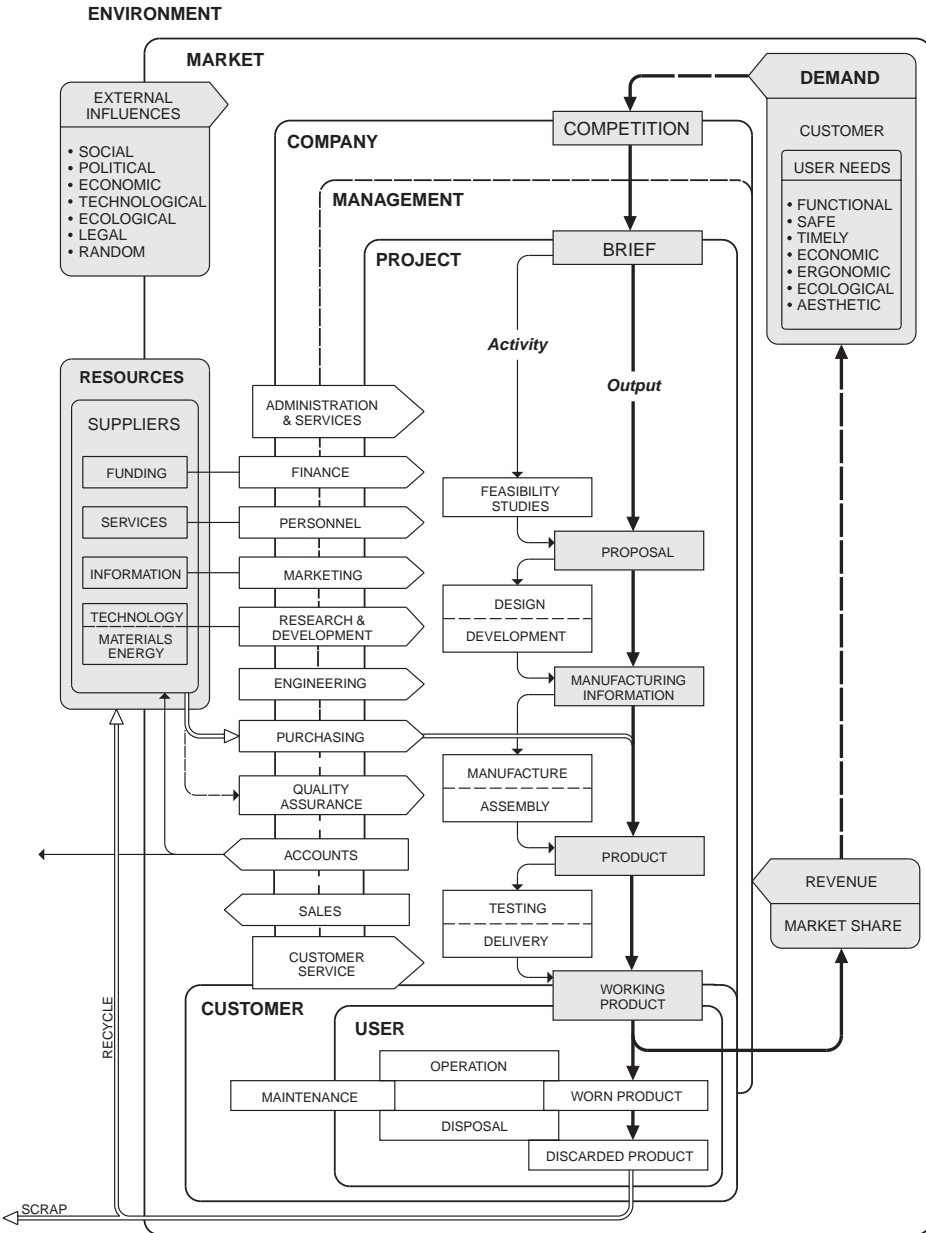 ENVIRONMENT
MARKET
EXTERNAL
INFLUENCES
• SOCIAL
• POLITICAL
• ECONOMIC
• TECHNOLOGICAL
• ECOLOGICAL
• LEGAL
• RANDOM
DEMAND
CUSTOMER
USER NEEDS
• FUNCTIONAL
• SAFE
• TIMELY
• ECONOMIC
• ERGONOMIC
• ECOLOGICAL
• AESTHETIC
COMPANY
COMPETITION
MANAGEMENT
PROJECT
BRIEF
Activity
Output
RESOURCES
SUPPLIERS
FUNDING
SERVICES
INFORMATION
TECHNOLOGY
MATERIALS
ENERGY
ADMINISTRATION
& SERVICES
FINANCE
PERSONNEL
MARKETING
RESEARCH &
DEVELOPMENT
ENGINEERING
PURCHASING
QUALITY
ASSURANCE
ACCOUNTS
SALES
CUSTOMER
SERVICE
FEASIBILITY
STUDIES
PROPOSAL
DESIGN
DEVELOPMENT
MANUFACTURING
INFORMATION
MANUFACTURE
ASSEMBLY
PRODUCT
TESTING
DELIVERY
WORKING
PRODUCT
REVENUE
MARKET SHARE
CUSTOMER
USER
OPERATION
MAINTENANCE
WORN PRODUCT
DISPOSAL
DISCARDED PRODUCT
RECYCLE
SCRAP